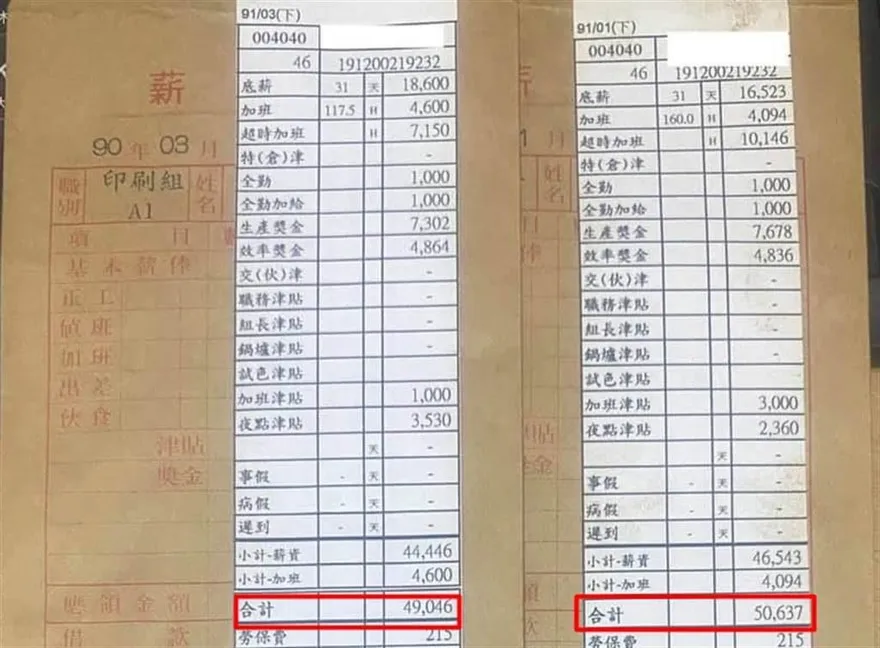 91/03(下)
004040
46 191200219232
底薪 31 天 18,600
加班 117.5 H 4,600
超時加班 H 7,150
特(倉)津 -
全勤 1,000
全勤加給 1,000
生產獎金 7,302
效率獎金 4,864
交(伙)津 -
職務津貼 -
組長津貼 -
鍋爐津貼 -
試色津貼
加班津貼 1,000
夜點津貼 3,530
天 -
事假 - 天 -
病假 - 天 -
遲到 - 天 -
小計-薪資 44,446
小計-加班 4,600
合計 49,046
勞保費 215
薪
90 年 03 月
職別 印刷組 A1 姓名
項 目
基本薪俸
正工
值班
加班
出差
伙食
津貼
獎金
應領金額
借 款
91/01(下)
004040
46 191200219232
底薪 31 天 16,523
加班 160.0 H 4,094
超時加班 H 10,146
特(倉)津 -
全勤 1,000
全勤加給 1,000
生產獎金 7,678
效率獎金 4,836
交(伙)津 -
職務津貼 -
組長津貼 -
鍋爐津貼 -
試色津貼 -
加班津貼 3,000
夜點津貼 2,360
天 -
事假 - 天 -
病假 - 天 -
遲到 - 天 -
小計-薪資 46,543
小計-加班 4,094
合計 50,637
勞保費 215
月
姓名